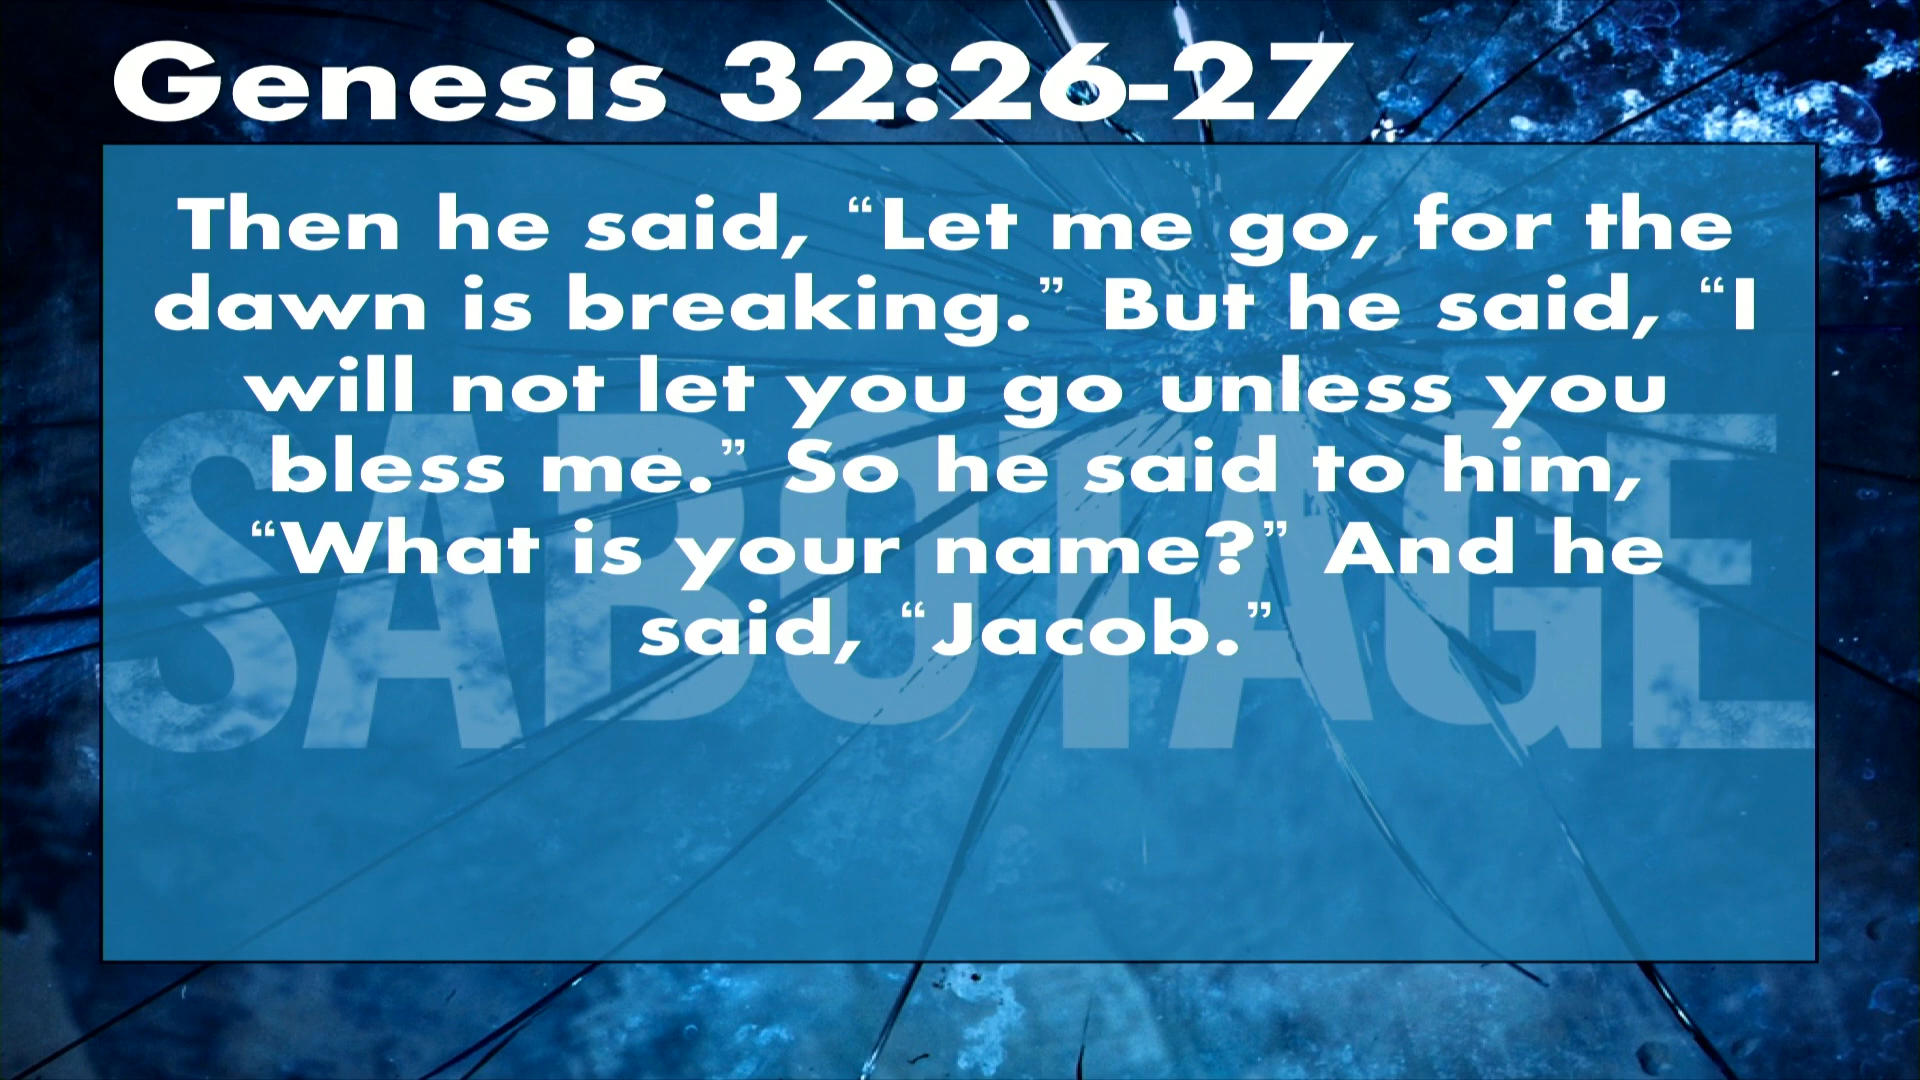 Genesis 32:26-27
Then he said, “Let me go, for the
dawn is breaking.” But he said, “I
will not let you go unless you
bless me.” So he said to him,
“What is your name?” And he
said, “Jacob.”
SABOTAGE